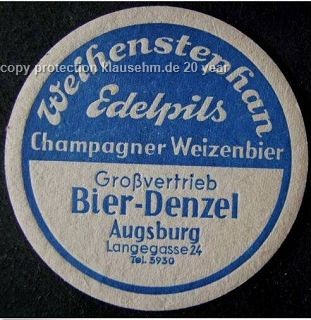 copy protection klausehm.de 20 year
Weihenstephan
Edelpils
Champagner Weizenbier
Großvertrieb
Bier-Denzel
Augsburg
Langegasse 24
Tel. 5930